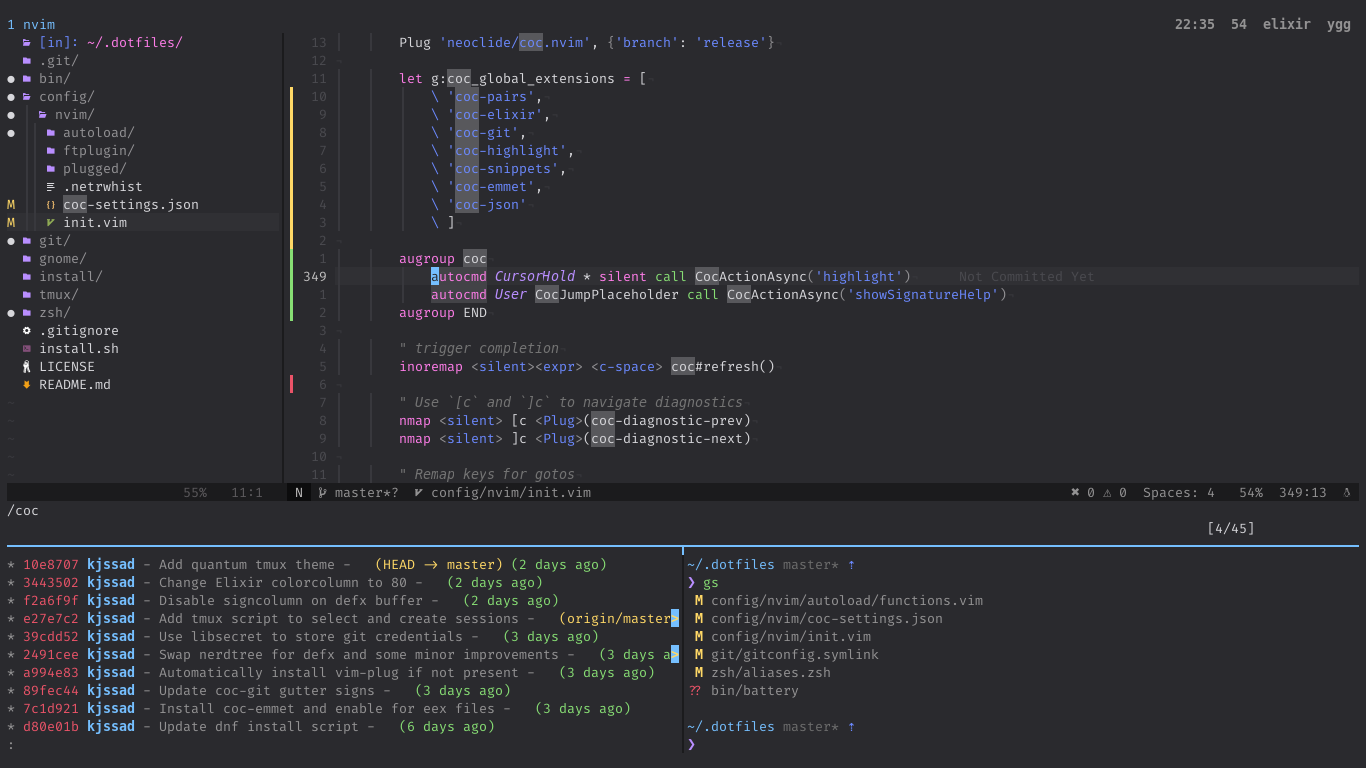 1 nvim
22:35 54 elixir ygg
[in]: ~/.dotfiles/
.git/
bin/
config/
nvim/
autoload/
ftplugin/
plugged/
.netrwhist
M {} coc-settings.json
M init.vim
git/
gnome/
install/
tmux/
zsh/
.gitignore
install.sh
LICENSE
README.md
~
~
~
~
~
55% 11:1
13 Plug 'neoclide/coc.nvim', {'branch': 'release'}
12
11 let g:coc_global_extensions = [
10 \ 'coc-pairs',
9 \ 'coc-elixir',
8 \ 'coc-git',
7 \ 'coc-highlight',
6 \ 'coc-snippets',
5 \ 'coc-emmet',
4 \ 'coc-json'
3 \ ]
2
1 augroup coc
349 autocmd CursorHold * silent call CocActionAsync('highlight') Not Committed Yet
1 autocmd User CocJumpPlaceholder call CocActionAsync('showSignatureHelp')
2 augroup END
3
4 " trigger completion
5 inoremap <silent><expr> <c-space> coc#refresh()
6
7 " Use `[c` and `]c` to navigate diagnostics
8 nmap <silent> [c <Plug>(coc-diagnostic-prev)
9 nmap <silent> ]c <Plug>(coc-diagnostic-next)
10
11 " Remap keys for gotos
N master*? config/nvim/init.vim ✖ 0 ⚠ 0 Spaces: 4 54% 349:13
/coc
[4/45]
* 10e8707 kjssad - Add quantum tmux theme - (HEAD -> master) (2 days ago)
* 3443502 kjssad - Change Elixir colorcolumn to 80 - (2 days ago)
* f2a6f9f kjssad - Disable signcolumn on defx buffer - (2 days ago)
* e27e7c2 kjssad - Add tmux script to select and create sessions - (origin/master>
* 39cdd52 kjssad - Use libsecret to store git credentials - (3 days ago)
* 2491cee kjssad - Swap nerdtree for defx and some minor improvements - (3 days a>
* a994e83 kjssad - Automatically install vim-plug if not present - (3 days ago)
* 89fec44 kjssad - Update coc-git gutter signs - (3 days ago)
* 7c1d921 kjssad - Install coc-emmet and enable for eex files - (3 days ago)
* d80e01b kjssad - Update dnf install script - (6 days ago)
:
~/.dotfiles master* ⇡
❯ gs
M config/nvim/autoload/functions.vim
M config/nvim/coc-settings.json
M config/nvim/init.vim
M git/gitconfig.symlink
M zsh/aliases.zsh
?? bin/battery
~/.dotfiles master* ⇡
❯